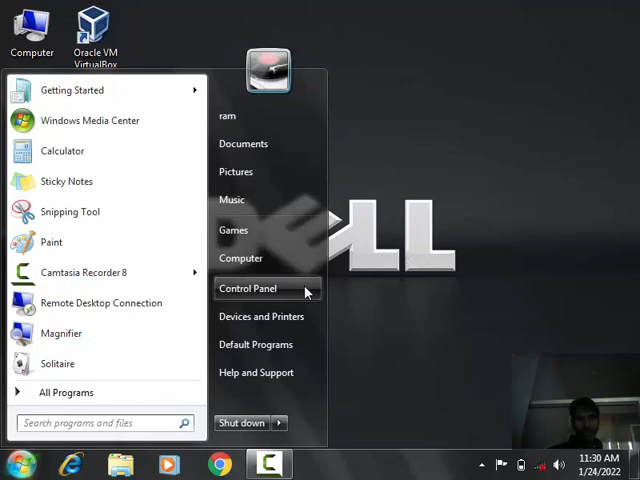 Computer
Oracle VM
VirtualBox
Getting Started
Windows Media Center
Calculator
Sticky Notes
Snipping Tool
Paint
Camtasia Recorder 8
Remote Desktop Connection
Magnifier
Solitaire
All Programs
Search programs and files
ram
Documents
Pictures
Music
Games
Computer
Control Panel
Devices and Printers
Default Programs
Help and Support
Shut down
DELL
11:30 AM
1/24/2022